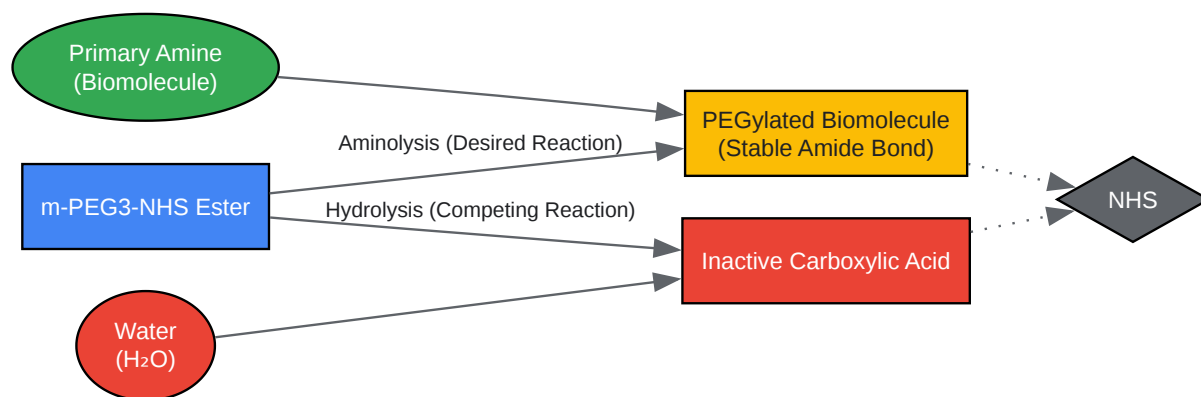 Primary Amine
(Biomolecule)
PEGylated Biomolecule
(Stable Amide Bond)
Aminolysis (Desired Reaction)
m-PEG3-NHS Ester
NHS
Hydrolysis (Competing Reaction)
Inactive Carboxylic Acid
Water
(H₂O)